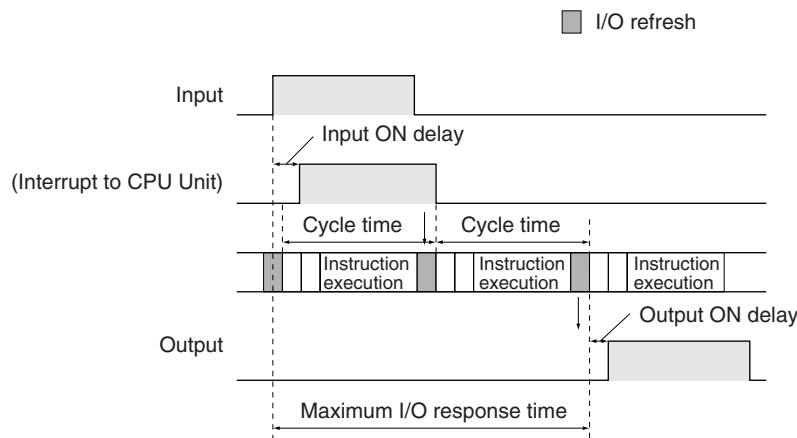 I/O refresh
Input
Input ON delay
(Interrupt to CPU Unit)
Cycle time
Cycle time
Instruction
execution
Instruction
execution
Instruction
execution
Output ON delay
Output
Maximum I/O response time